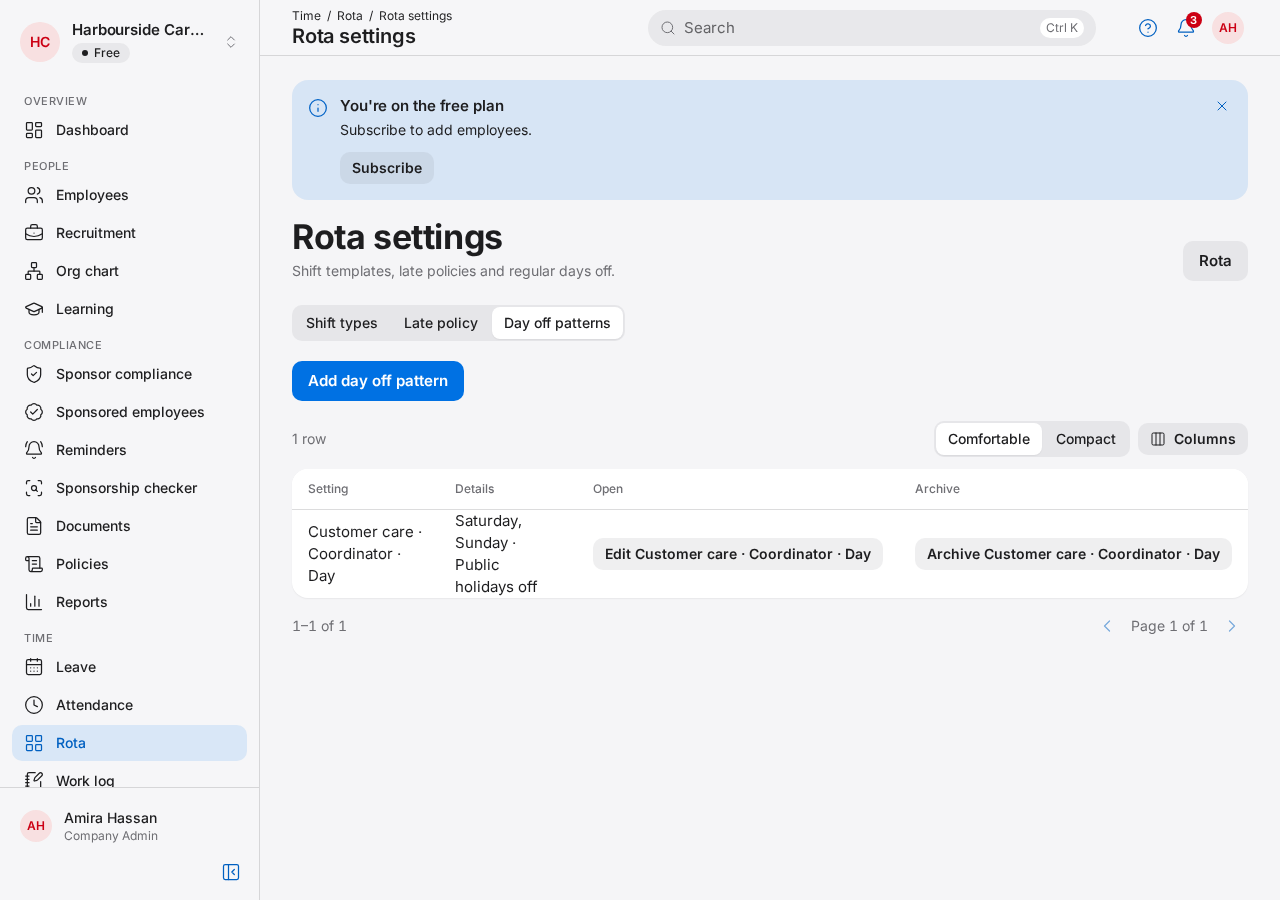 HC
Harbourside Car...
Free
OVERVIEW
Dashboard
PEOPLE
Employees
Recruitment
Org chart
Learning
COMPLIANCE
Sponsor compliance
Sponsored employees
Reminders
Sponsorship checker
Documents
Policies
Reports
TIME
Leave
Attendance
Rota
Work log
AH
Amira Hassan
Company Admin
Time / Rota / Rota settings
Rota settings
Search
Ctrl K
3
AH
You're on the free plan
Subscribe to add employees.
Subscribe
Rota settings
Shift templates, late policies and regular days off.
Rota
Shift types
Late policy
Day off patterns
Add day off pattern
1 row
Comfortable
Compact
Columns
Setting
Details
Open
Archive
Customer care ·
Coordinator ·
Day
Saturday,
Sunday ·
Public
holidays off
Edit Customer care · Coordinator · Day
Archive Customer care · Coordinator · Day
1–1 of 1
Page 1 of 1